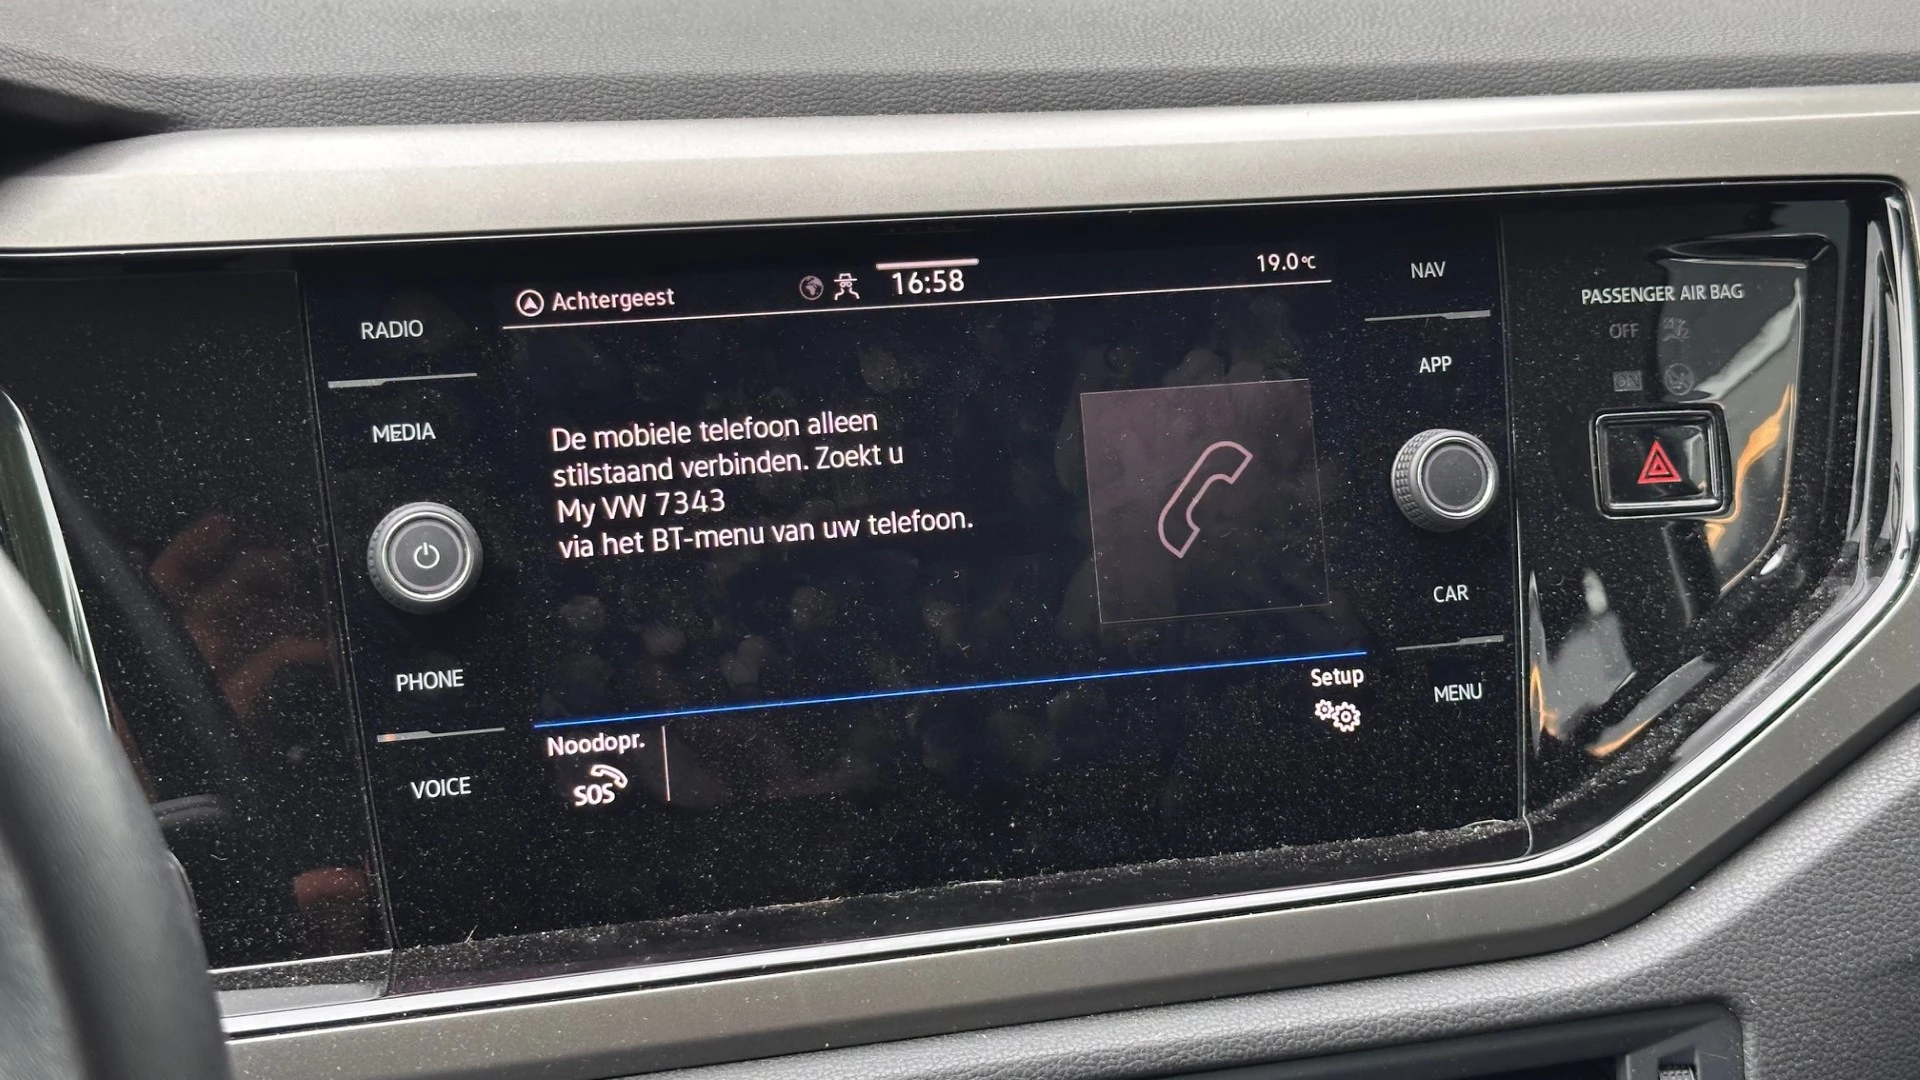 Achtergeest
16:58
19.0°C
RADIO
MEDIA
PHONE
VOICE
De mobiele telefoon alleen
stilstaand verbinden. Zoekt u
My VW 7343
via het BT-menu van uw telefoon.
Noodopr.
SOS
Setup
NAV
APP
CAR
MENU
PASSENGER AIR BAG
OFF
ON